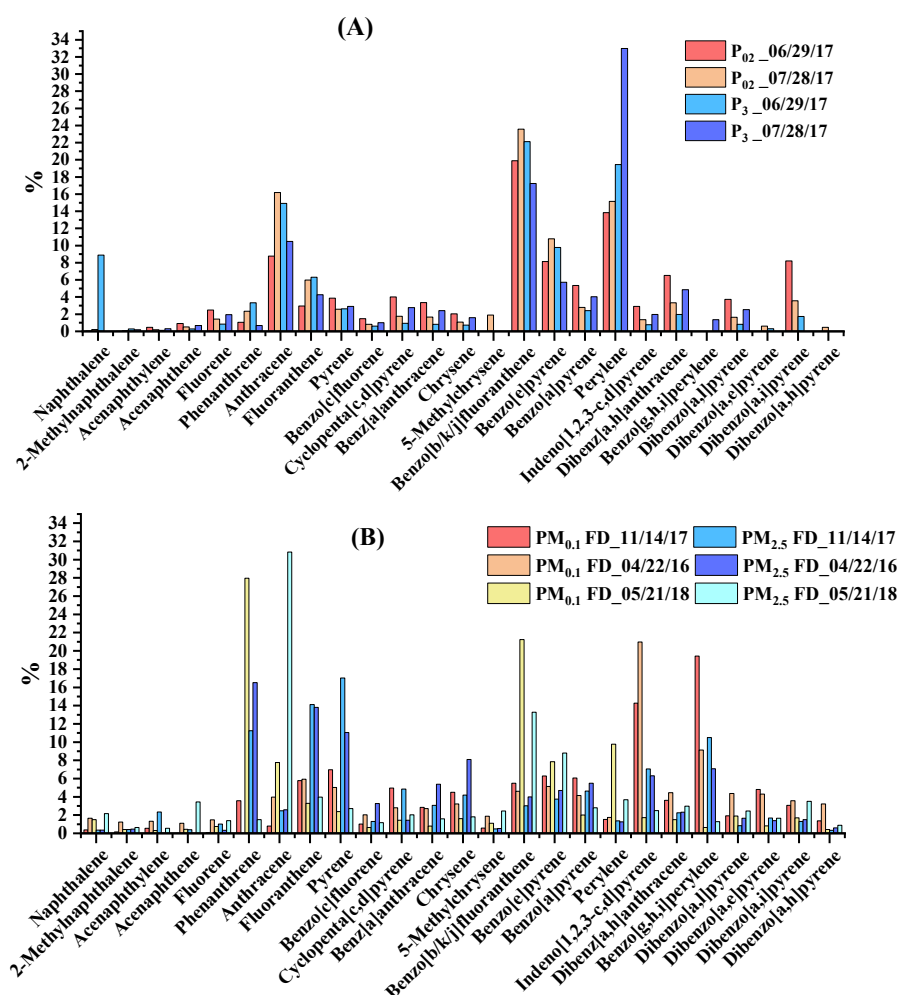 (A)
34
32
30
28
26
24
22
20
18
16
14
12
10
8
6
4
2
0
%
P02 _06/29/17
P02 _07/28/17
P3 _06/29/17
P3 _07/28/17
Naphthalene
2-Methylnaphthalene
Acenaphthylene
Acenaphthene
Fluorene
Phenanthrene
Anthracene
Fluoranthene
Pyrene
Benzo[c]fluorene
Cyclopenta[c,d]pyrene
Benz[a]anthracene
Chrysene
5-Methylchrysene
Benzo[b/k/j]fluoranthene
Benzo[e]pyrene
Benzo[a]pyrene
Perylene
Indeno[1,2,3-c,d]pyrene
Dibenz[a,h]anthracene
Benzo[g,h,i]perylene
Dibenzo[a,l]pyrene
Dibenzo[a,e]pyrene
Dibenzo[a,i]pyrene
Dibenzo[a,h]pyrene
(B)
34
32
30
28
26
24
22
20
18
16
14
12
10
8
6
4
2
0
%
PM0.1 FD_11/14/17
PM0.1 FD_04/22/16
PM0.1 FD_05/21/18
PM2.5 FD_11/14/17
PM2.5 FD_04/22/16
PM2.5 FD_05/21/18
Naphthalene
2-Methylnaphthalene
Acenaphthylene
Acenaphthene
Fluorene
Phenanthrene
Anthracene
Fluoranthene
Pyrene
Benzo[c]fluorene
Cyclopenta[c,d]pyrene
Benz[a]anthracene
Chrysene
5-Methylchrysene
Benzo[b/k/j]fluoranthene
Benzo[e]pyrene
Benzo[a]pyrene
Perylene
Indeno[1,2,3-c,d]pyrene
Dibenz[a,h]anthracene
Benzo[g,h,i]perylene
Dibenzo[a,l]pyrene
Dibenzo[a,e]pyrene
Dibenzo[a,i]pyrene
Dibenzo[a,h]pyrene